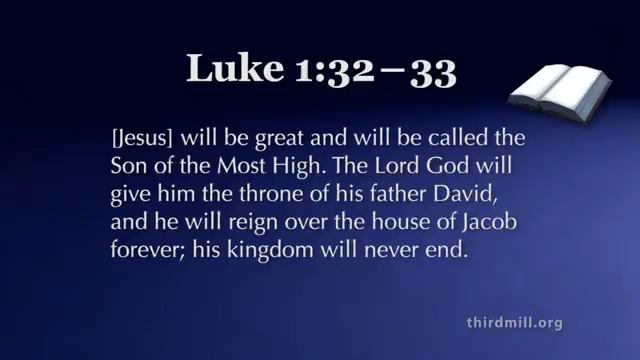 Luke 1:32–33
[Jesus] will be great and will be called the
Son of the Most High. The Lord God will
give him the throne of his father David,
and he will reign over the house of Jacob
forever; his kingdom will never end.
thirdmill.org